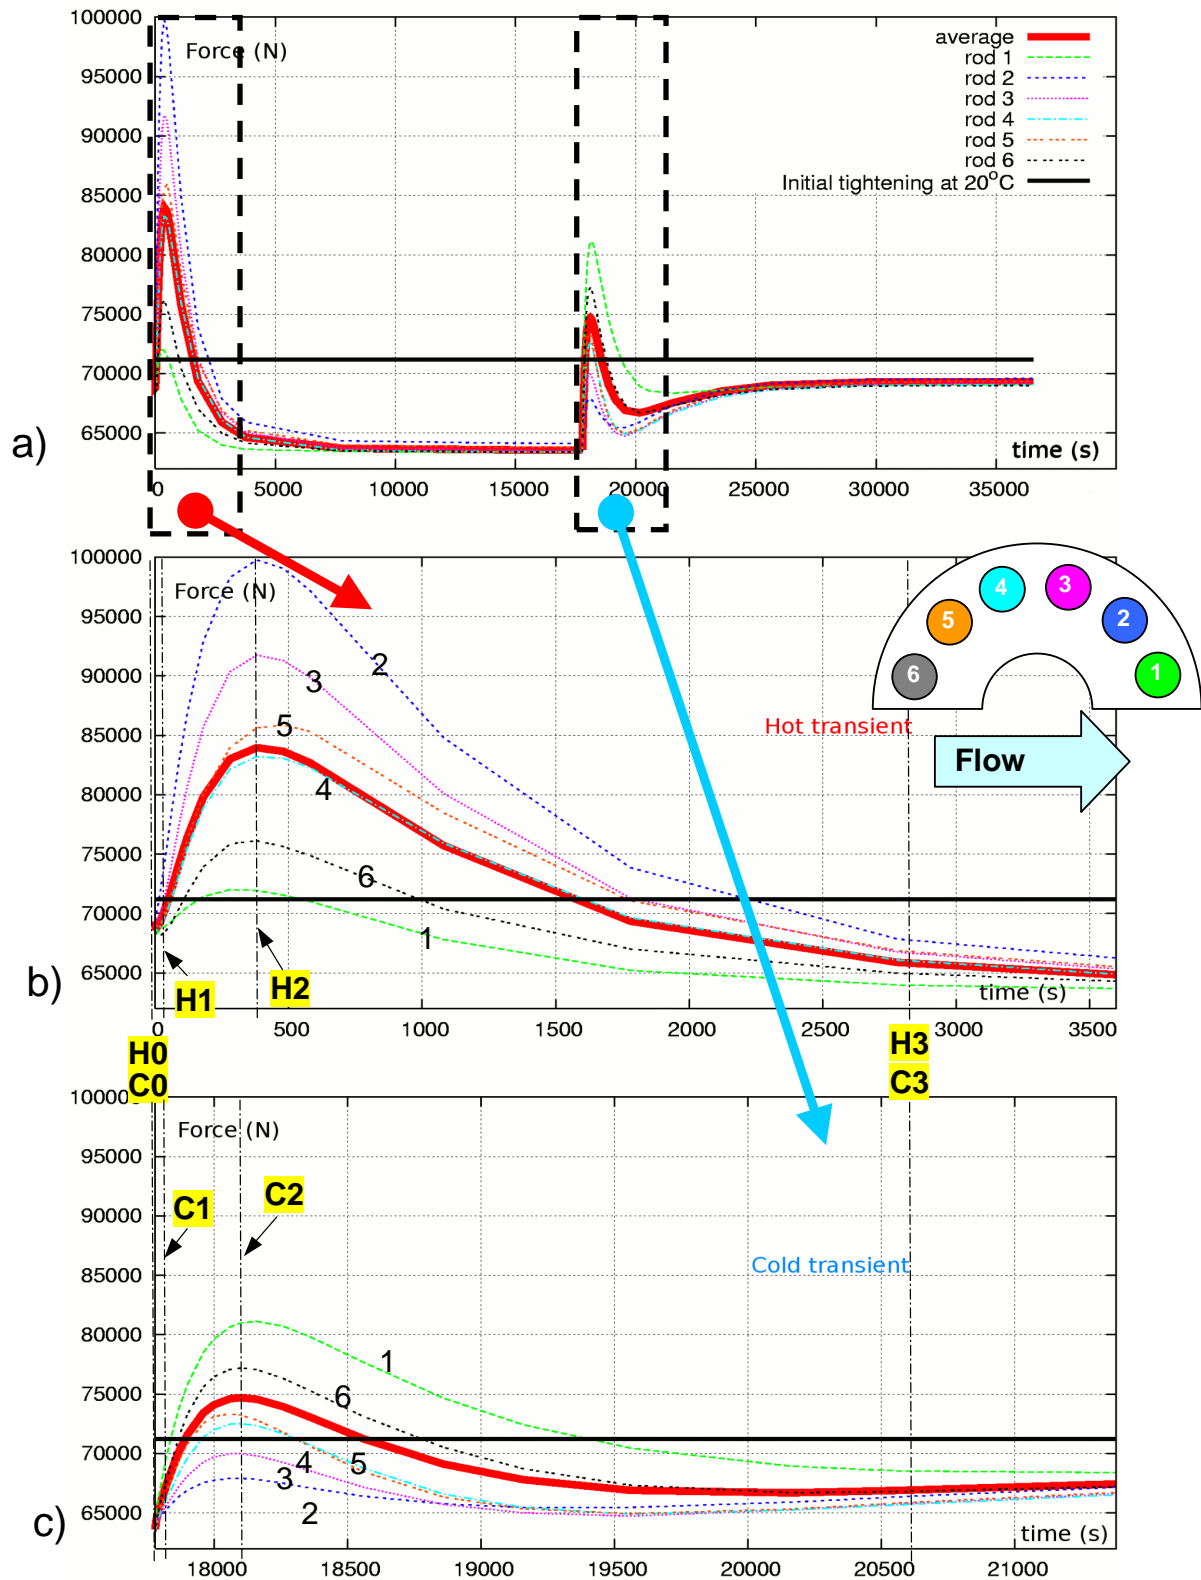 100000
Force (N)
95000
90000
85000
80000
75000
70000
65000
average
rod 1
rod 2
rod 3
rod 4
rod 5
rod 6
Initial tightening at 20°C
a)
time (s)
0 5000 10000 15000 20000 25000 30000 35000
100000
Force (N)
95000
90000
85000
80000
75000
70000
65000
2
3
5
4
6
1
Hot transient
4 3
5 2
6 1
Flow
b)
H1
H2
time (s)
0 500 1000 1500 2000 2500 3000 3500
H0
C0
H3
C3
100000
Force (N)
95000
90000
85000
80000
75000
70000
65000
C1
C2
Cold transient
1
6
4 5
3
2
c)
time (s)
18000 18500 19000 19500 20000 20500 21000